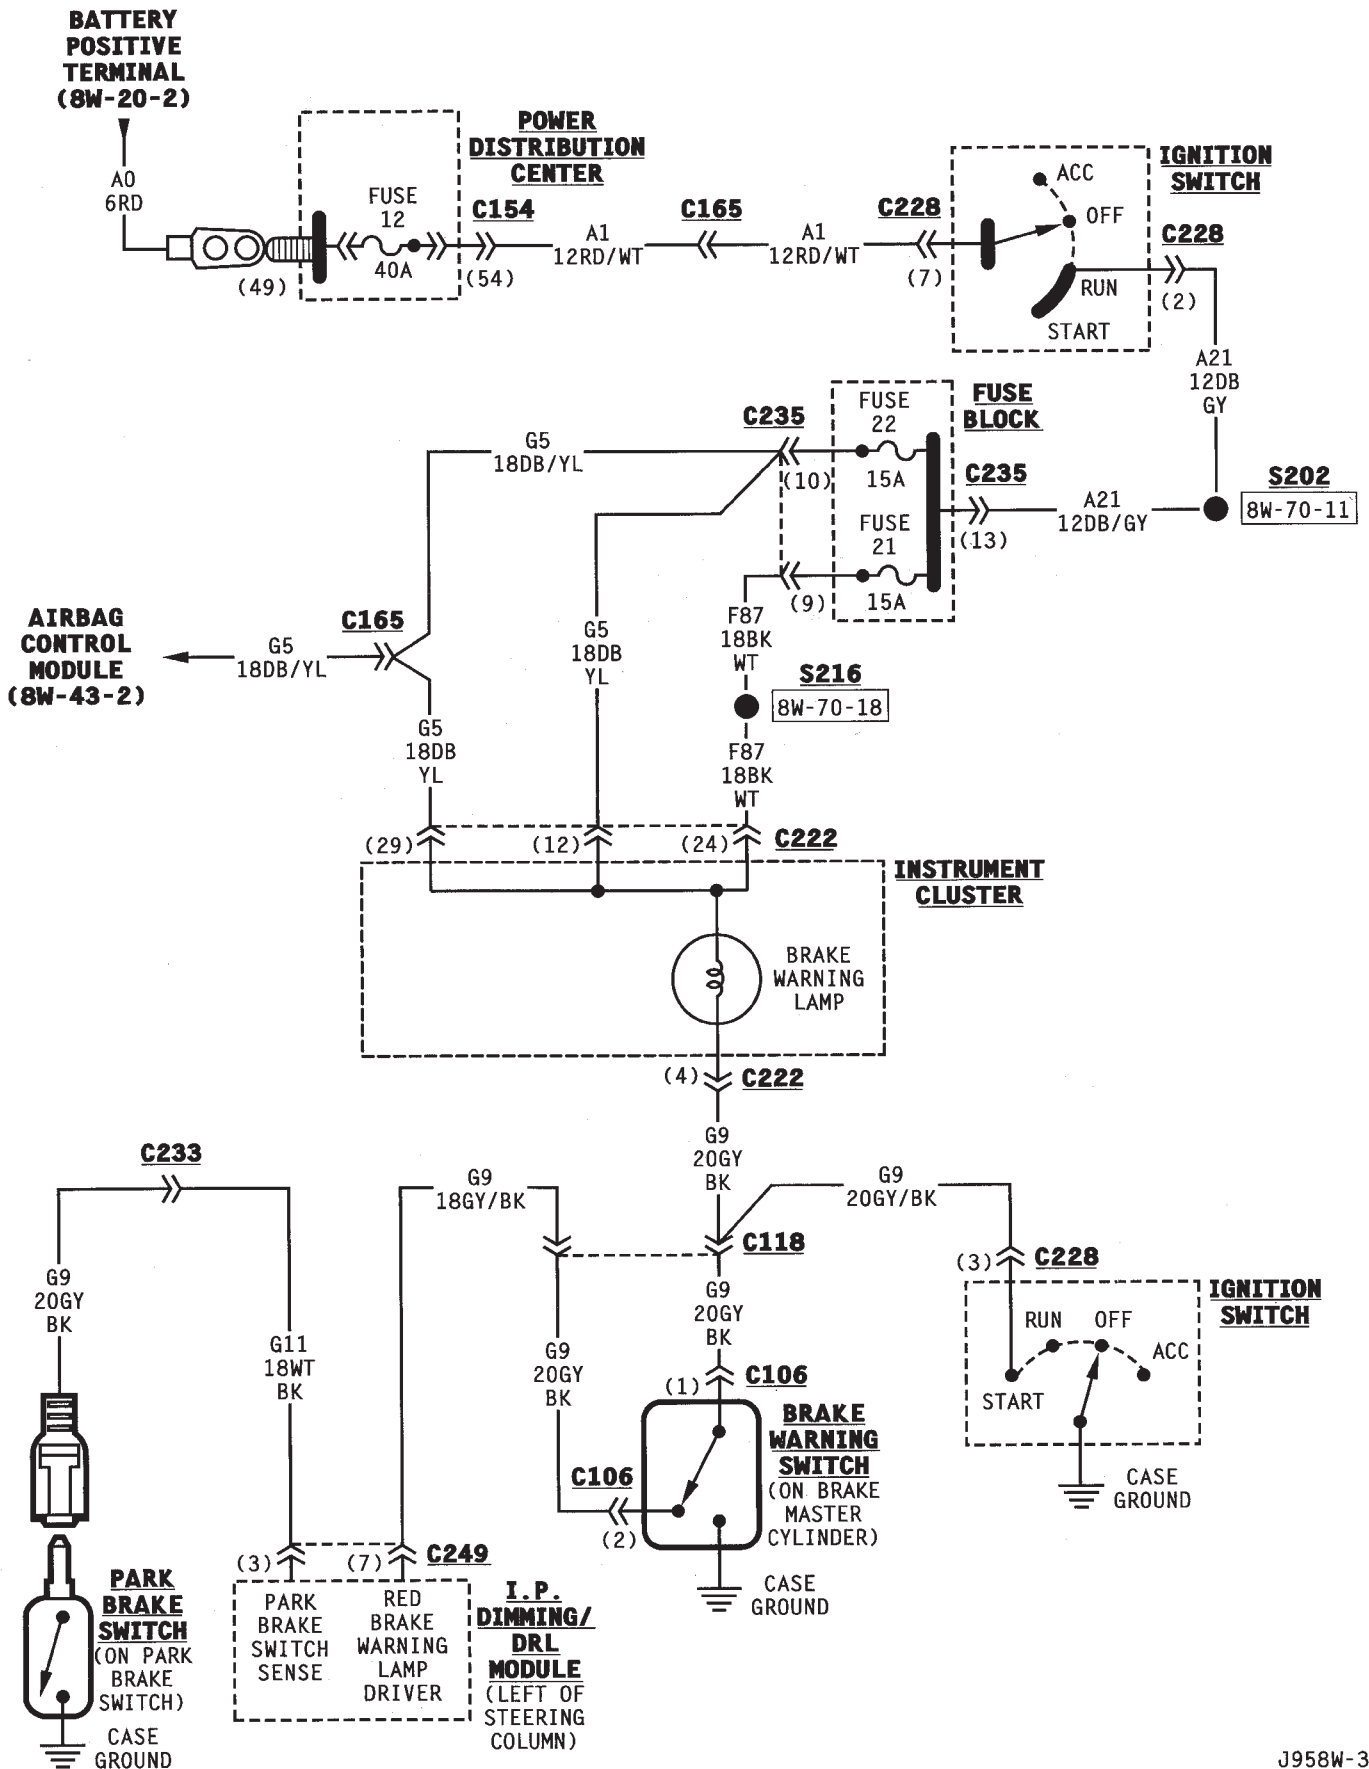 BATTERY
POSITIVE
TERMINAL
(8W-20-2)
A0
6RD
(49)
FUSE
12
40A
POWER
DISTRIBUTION
CENTER
C154
(54)
A1
12RD/WT
C165
A1
12RD/WT
C228
(7)
ACC
OFF
RUN
START
IGNITION
SWITCH
C228
(2)
A21
12DB
GY
S202
8W-70-11
A21
12DB/GY
C235
(13)
FUSE
BLOCK
FUSE
22
15A
FUSE
21
15A
C235
(10)
(9)
G5
18DB/YL
AIRBAG
CONTROL
MODULE
(8W-43-2)
G5
18DB/YL
C165
G5
18DB
YL
G5
18DB
YL
F87
18BK
WT
S216
8W-70-18
F87
18BK
WT
(29)
(12)
(24)
C222
INSTRUMENT
CLUSTER
BRAKE
WARNING
LAMP
(4)
C222
G9
20GY
BK
C233
G9
18GY/BK
G9
20GY/BK
C118
(3)
C228
G9
20GY
BK
G11
18WT
BK
G9
20GY
BK
G9
20GY
BK
IGNITION
SWITCH
RUN
OFF
ACC
START
CASE
GROUND
(1)
C106
BRAKE
WARNING
SWITCH
(ON BRAKE
MASTER
CYLINDER)
C106
(2)
CASE
GROUND
(3)
(7)
C249
PARK
BRAKE
SWITCH
SENSE
RED
BRAKE
WARNING
LAMP
DRIVER
I.P.
DIMMING/
DRL
MODULE
(LEFT OF
STEERING
COLUMN)
PARK
BRAKE
SWITCH
(ON PARK
BRAKE
SWITCH)
CASE
GROUND
J958W-3